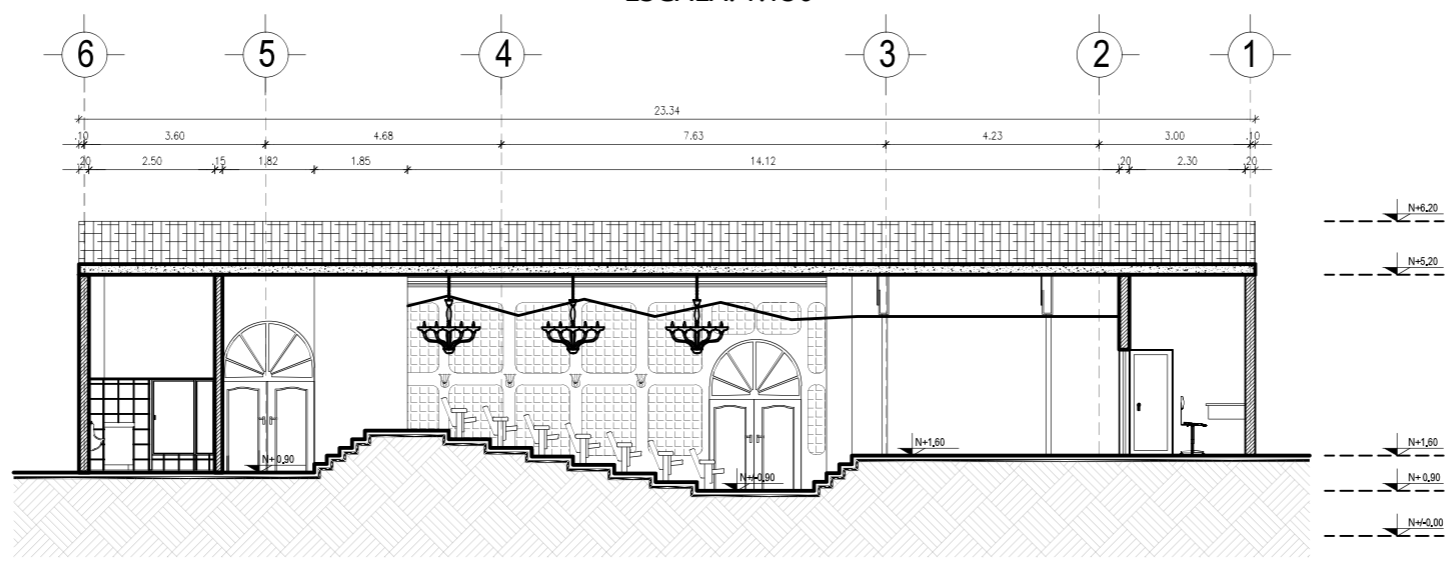 6 5 4 3 2 1
23.34
.10 3.60 4.68 7.63 4.23 3.00 .10
.20 2.50 .15 1.82 1.85 14.12 .20 2.30 .20
N+6.20
N+5.20
N+1.60 N+1.60
N+0.90
N+/-0.90 N+0.90
N+/-0.00